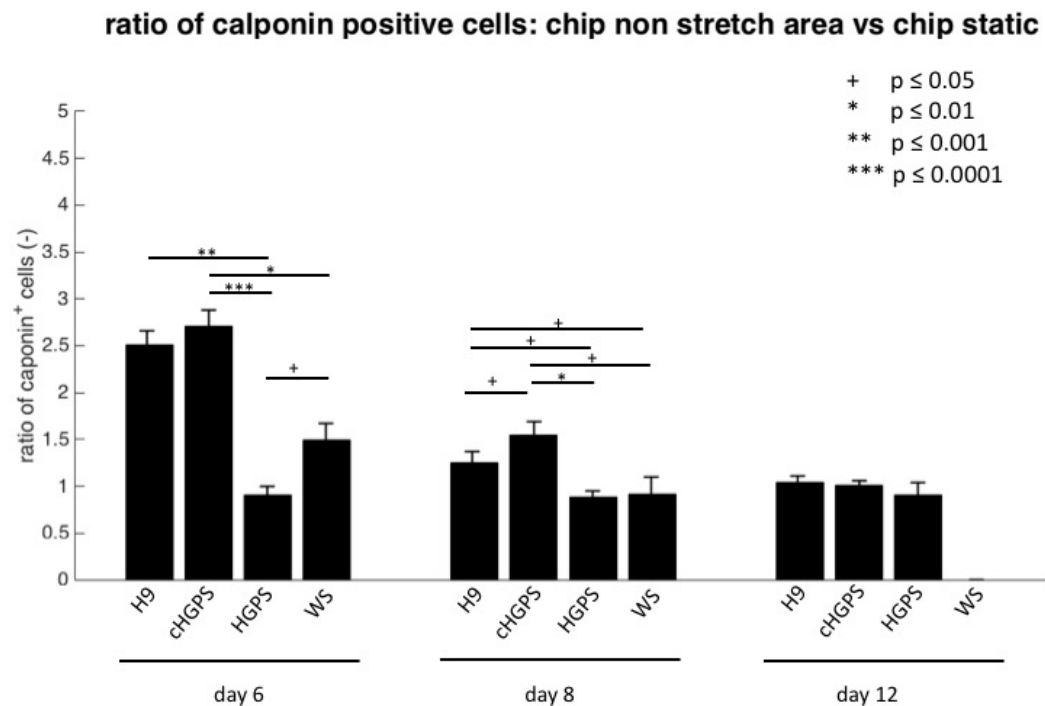 ratio of calponin positive cells: chip non stretch area vs chip static
+ p ≤ 0.05
* p ≤ 0.01
** p ≤ 0.001
*** p ≤ 0.0001
ratio of caponin⁺ cells (-)
5
4.5
4
3.5
3
2.5
2
1.5
1
0.5
0
**
*
***
+
+
+
+
+
*
H9 cHGPS HGPS WS H9 cHGPS HGPS WS H9 cHGPS HGPS WS
day 6 day 8 day 12